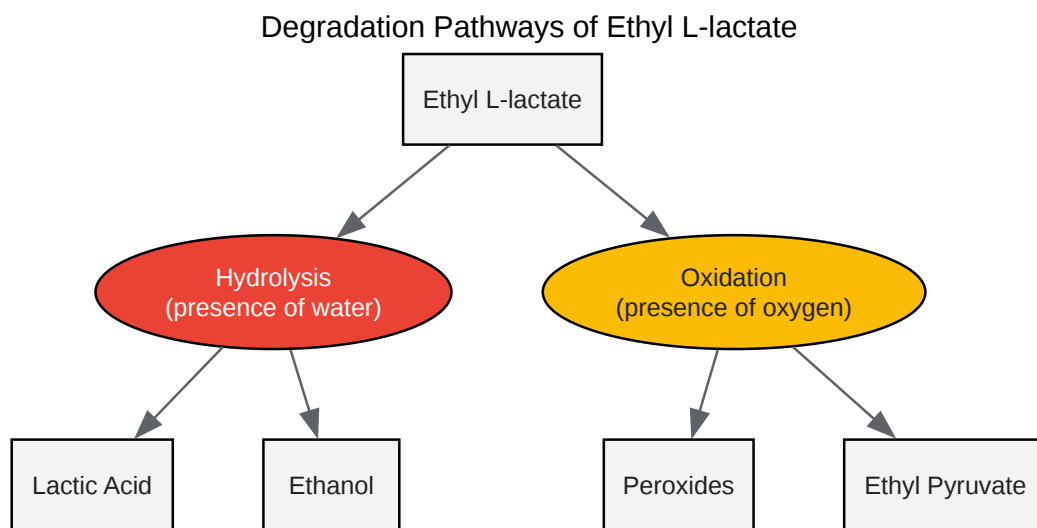 Degradation Pathways of Ethyl L-lactate
Ethyl L-lactate
Hydrolysis
(presence of water)
Oxidation
(presence of oxygen)
Lactic Acid
Ethanol
Peroxides
Ethyl Pyruvate